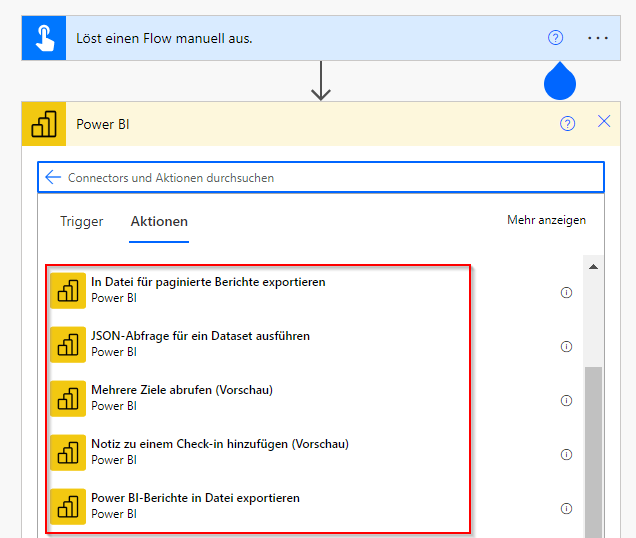 Löst einen Flow manuell aus.
Power BI
Connectors und Aktionen durchsuchen
Trigger
Aktionen
Mehr anzeigen
In Datei für paginierte Berichte exportieren
Power BI
JSON-Abfrage für ein Dataset ausführen
Power BI
Mehrere Ziele abrufen (Vorschau)
Power BI
Notiz zu einem Check-in hinzufügen (Vorschau)
Power BI
Power BI-Berichte in Datei exportieren
Power BI